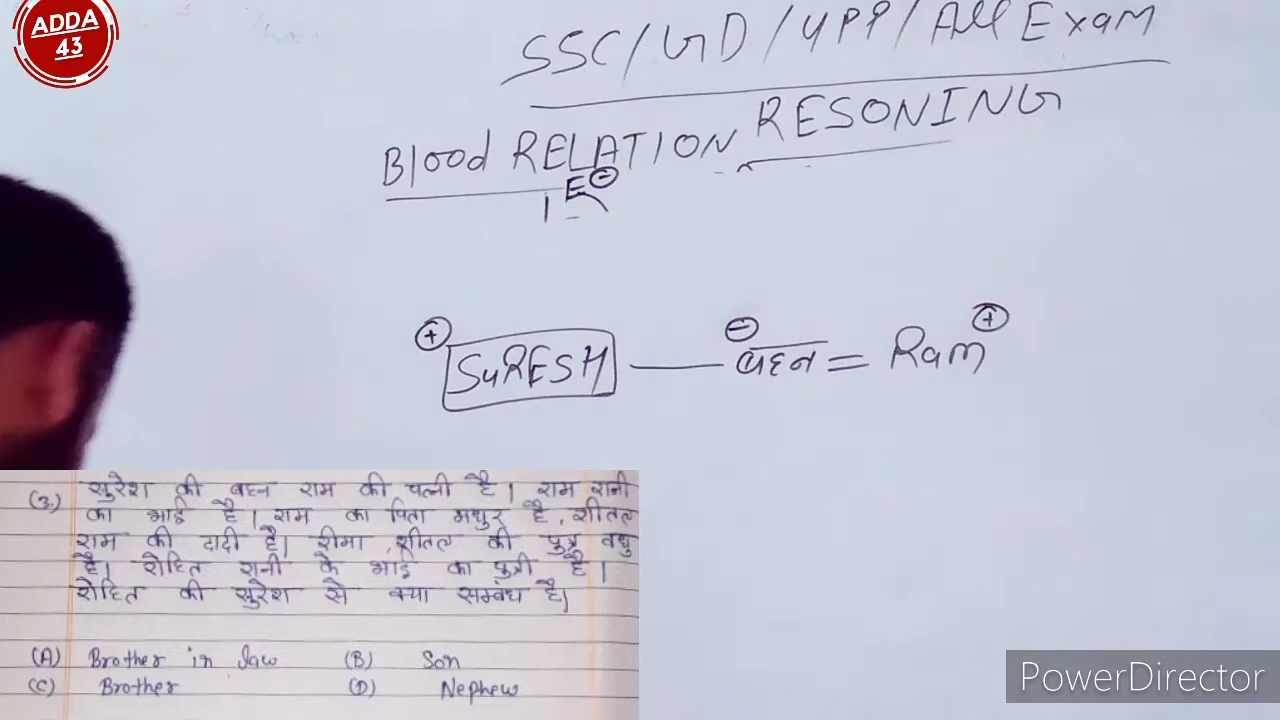 ADDA
43
SSC/GD/UPP/All Exam
Blood RELATION RESONING
SuRESH — बहन = Ram
(3.) सुरेश की बहन राम की पत्नी है। राम रानी
का भाई है। राम का पिता मधुर है, शीतल
राम की दादी है। रीमा, शीतल की पुत्र वधु
है। रोहित रानी के भाई का पुत्री है।
रोहित की सुरेश से क्या सम्बंध है।
(A) Brother in law (B) Son
(C) Brother (D) Nephew
PowerDirector